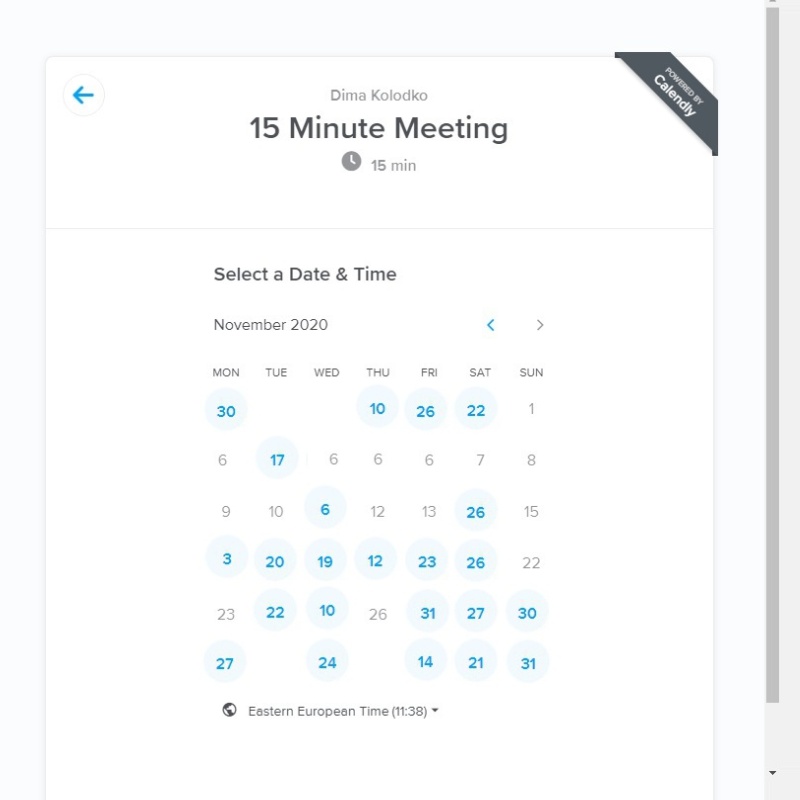 POWERED BY
Calendly
Dima Kolodko
15 Minute Meeting
15 min
Select a Date & Time
November 2020
MON TUE WED THU FRI SAT SUN
30 10 26 22 1
6 17 6 6 6 7 8
9 10 6 12 13 26 15
3 20 19 12 23 26 22
23 22 10 26 31 27 30
27 24 14 21 31
Eastern European Time (11:38)